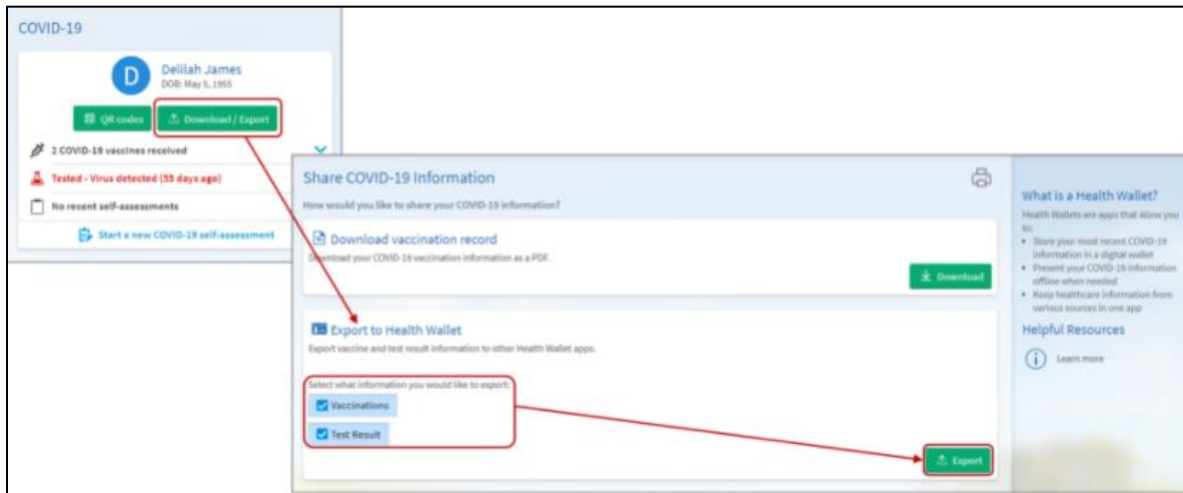 COVID-19
D
Delilah James
DOB: May 5, 1955
QR codes
Download / Export
2 COVID-19 vaccines received
Tested - Virus detected (55 days ago)
No recent self-assessments
Start a new COVID-19 self-assessment
Share COVID-19 Information
How would you like to share your COVID-19 information?
Download vaccination record
Download your COVID-19 vaccination information as a PDF.
Download
Export to Health Wallet
Export vaccine and test result information to other Health Wallet apps.
Select what information you would like to export:
Vaccinations
Test Result
Export
What is a Health Wallet?
Health Wallets are apps that allow you
to:
• Store your most recent COVID-19
information in a digital wallet
• Present your COVID-19 information
offline when needed
• Keep healthcare information from
various sources in one app
Helpful Resources
Learn more